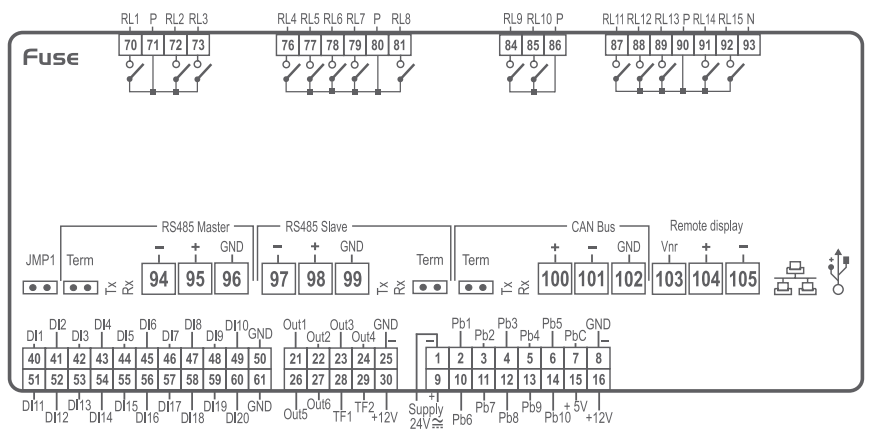 RL1 P RL2 RL3 RL4 RL5 RL6 RL7 P RL8 RL9 RL10 P RL11 RL12 RL13 P RL14 RL15 N
70 71 72 73 76 77 78 79 80 81 84 85 86 87 88 89 90 91 92 93
Fuse
RS485 Master RS485 Slave CAN Bus Remote display
JMP1 Term - + GND - + GND Term Term + - GND Vnr + -
Tx Rx 94 95 96 97 98 99 Tx Rx Tx Rx 100 101 102 103 104 105
DI1 DI2 DI3 DI4 DI5 DI6 DI7 DI8 DI9 DI10 GND Out1 Out2 Out3 Out4 GND - - Pb1 Pb2 Pb3 Pb4 Pb5 PbC GND -
40 41 42 43 44 45 46 47 48 49 50 21 22 23 24 25 1 2 3 4 5 6 7 8
51 52 53 54 55 56 57 58 59 60 61 26 27 28 29 30 9 10 11 12 13 14 15 16
DI11 DI12 DI13 DI14 DI15 DI16 DI17 DI18 DI19 DI20 GND Out5 Out6 TF1 TF2 +12V + Supply Pb6 Pb7 Pb8 Pb9 Pb10 + 5V +12V
24V≂